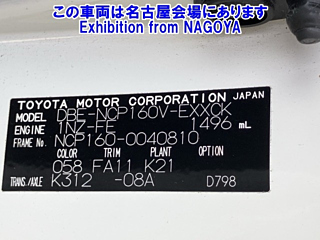 この車両は名古屋会場にあります
Exhibition from NAGOYA
TOYOTA MOTOR CORPORATION JAPAN
MODEL DBE-NCP160V-EXXCK
ENGINE 1NZ-FE 1496 mL
FRAME No. NCP160-0040810
COLOR TRIM PLANT OPTION
058 FA11 K21
TRANS./AXLE K312 -08A D798